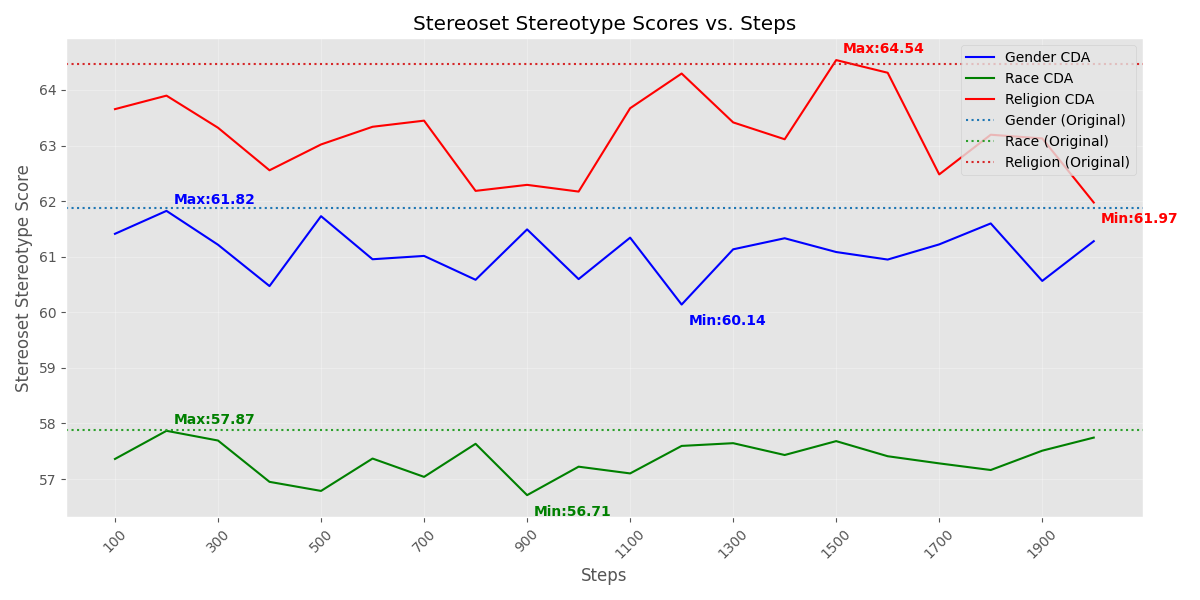 Stereoset Stereotype Scores vs. Steps
Max:64.54
Gender CDA
Race CDA
Religion CDA
Gender (Original)
Race (Original)
Religion (Original)
64
63
62
61
60
59
58
57
Stereoset Stereotype Score
Max:61.82
Min:61.97
Min:60.14
Max:57.87
Min:56.71
100
300
500
700
900
1100
1300
1500
1700
1900
Steps